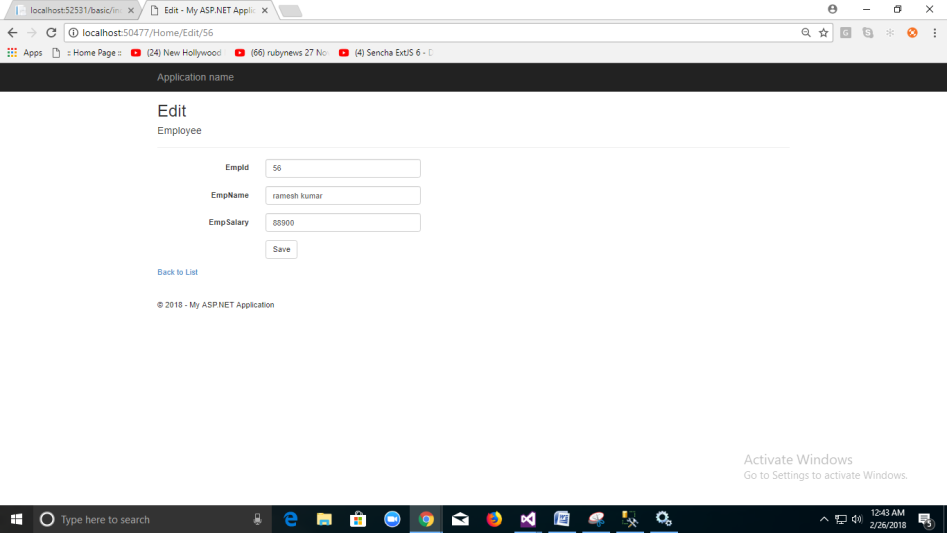 localhost:52531/basic/in
Edit - My ASP.NET Applic
localhost:50477/Home/Edit/56
Apps
:: Home Page ::
(24) New Hollywood
(66) rubynews 27 No
(4) Sencha ExtJS 6 - D
Application name
Edit
Employee
EmpId
56
EmpName
ramesh kumar
EmpSalary
88900
Save
Back to List
© 2018 - My ASP.NET Application
Activate Windows
Go to Settings to activate Windows.
Type here to search
12:43 AM
2/26/2018
5